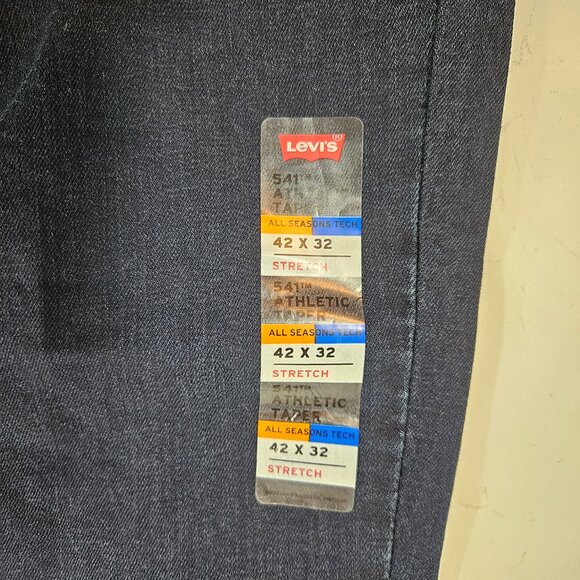 LEVI'S
541™
ATHLETIC
TAPER
ALL SEASONS TECH
42 X 32
STRETCH
541™
ATHLETIC
TAPER
ALL SEASONS TECH
42 X 32
STRETCH
541™
ATHLETIC
TAPER
ALL SEASONS TECH
42 X 32
STRETCH